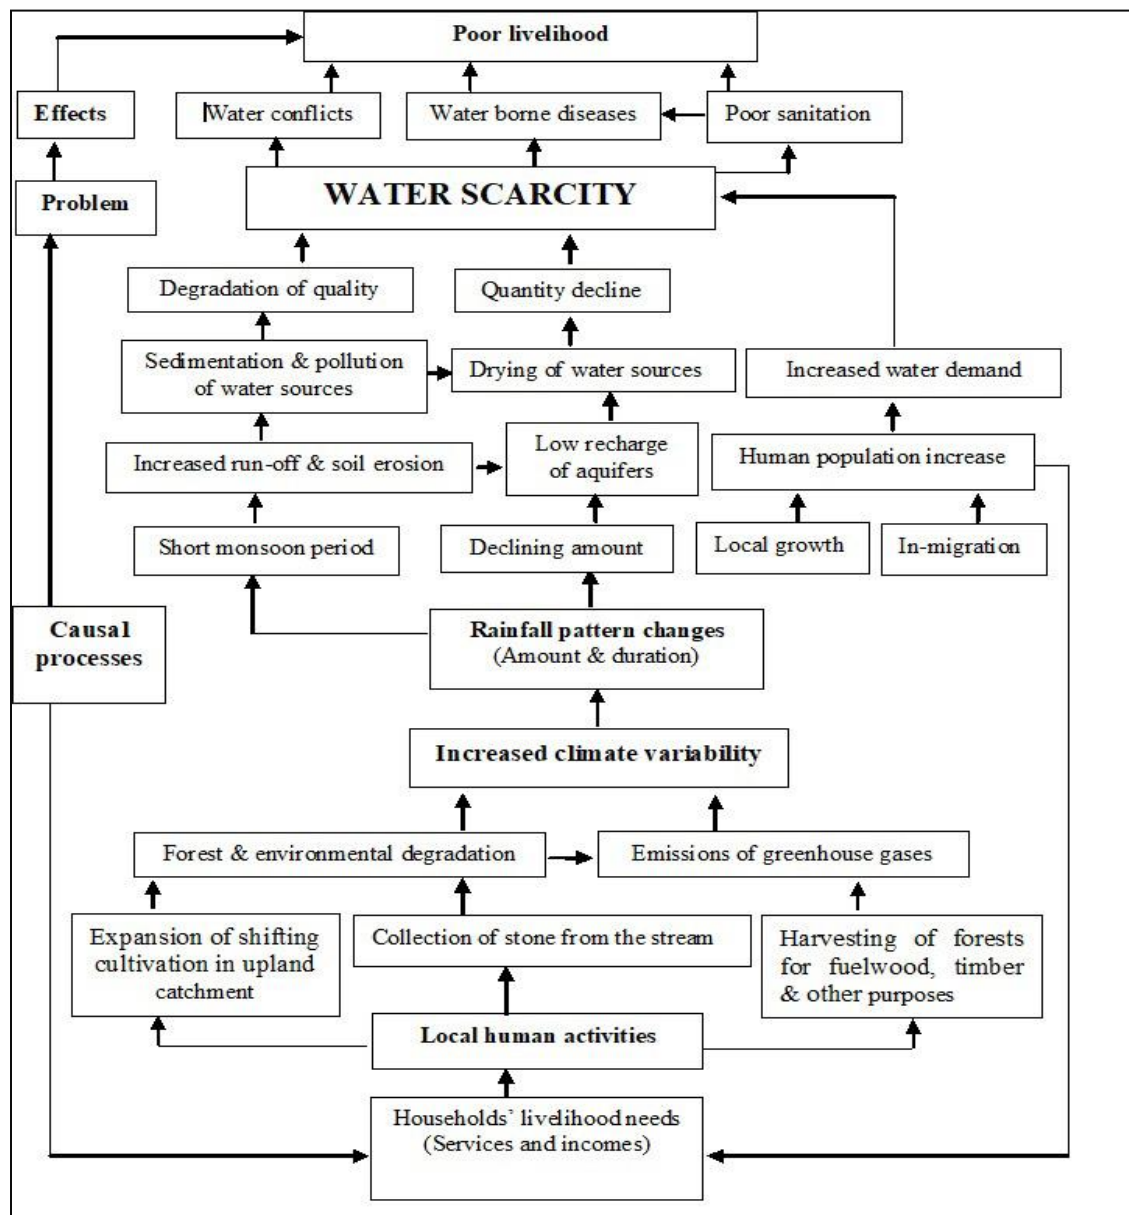 Poor livelihood
Effects
Water conflicts
Water borne diseases
Poor sanitation
Problem
WATER SCARCITY
Degradation of quality
Quantity decline
Sedimentation & pollution
of water sources
Drying of water sources
Increased water demand
Increased run-off & soil erosion
Low recharge
of aquifers
Human population increase
Short monsoon period
Declining amount
Local growth
In-migration
Causal
processes
Rainfall pattern changes
(Amount & duration)
Increased climate variability
Forest & environmental degradation
Emissions of greenhouse gases
Expansion of shifting
cultivation in upland
catchment
Collection of stone from the stream
Harvesting of forests
for fuelwood, timber
& other purposes
Local human activities
Households’ livelihood needs
(Services and incomes)